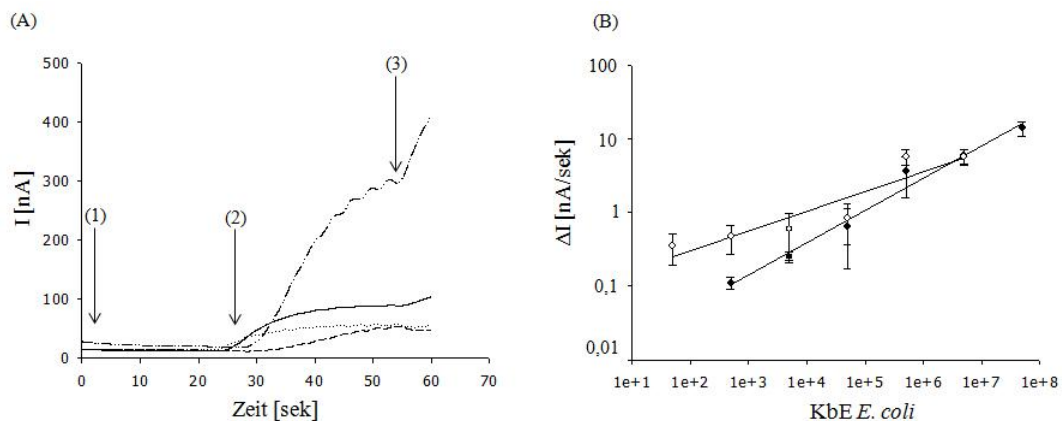 (A)
500
400
300
200
100
0
I [nA]
(1)
(2)
(3)
0 10 20 30 40 50 60 70
Zeit [sek]
(B)
100
10
1
0,1
0,01
ΔI [nA/sek]
1e+1 1e+2 1e+3 1e+4 1e+5 1e+6 1e+7 1e+8
KbE E. coli